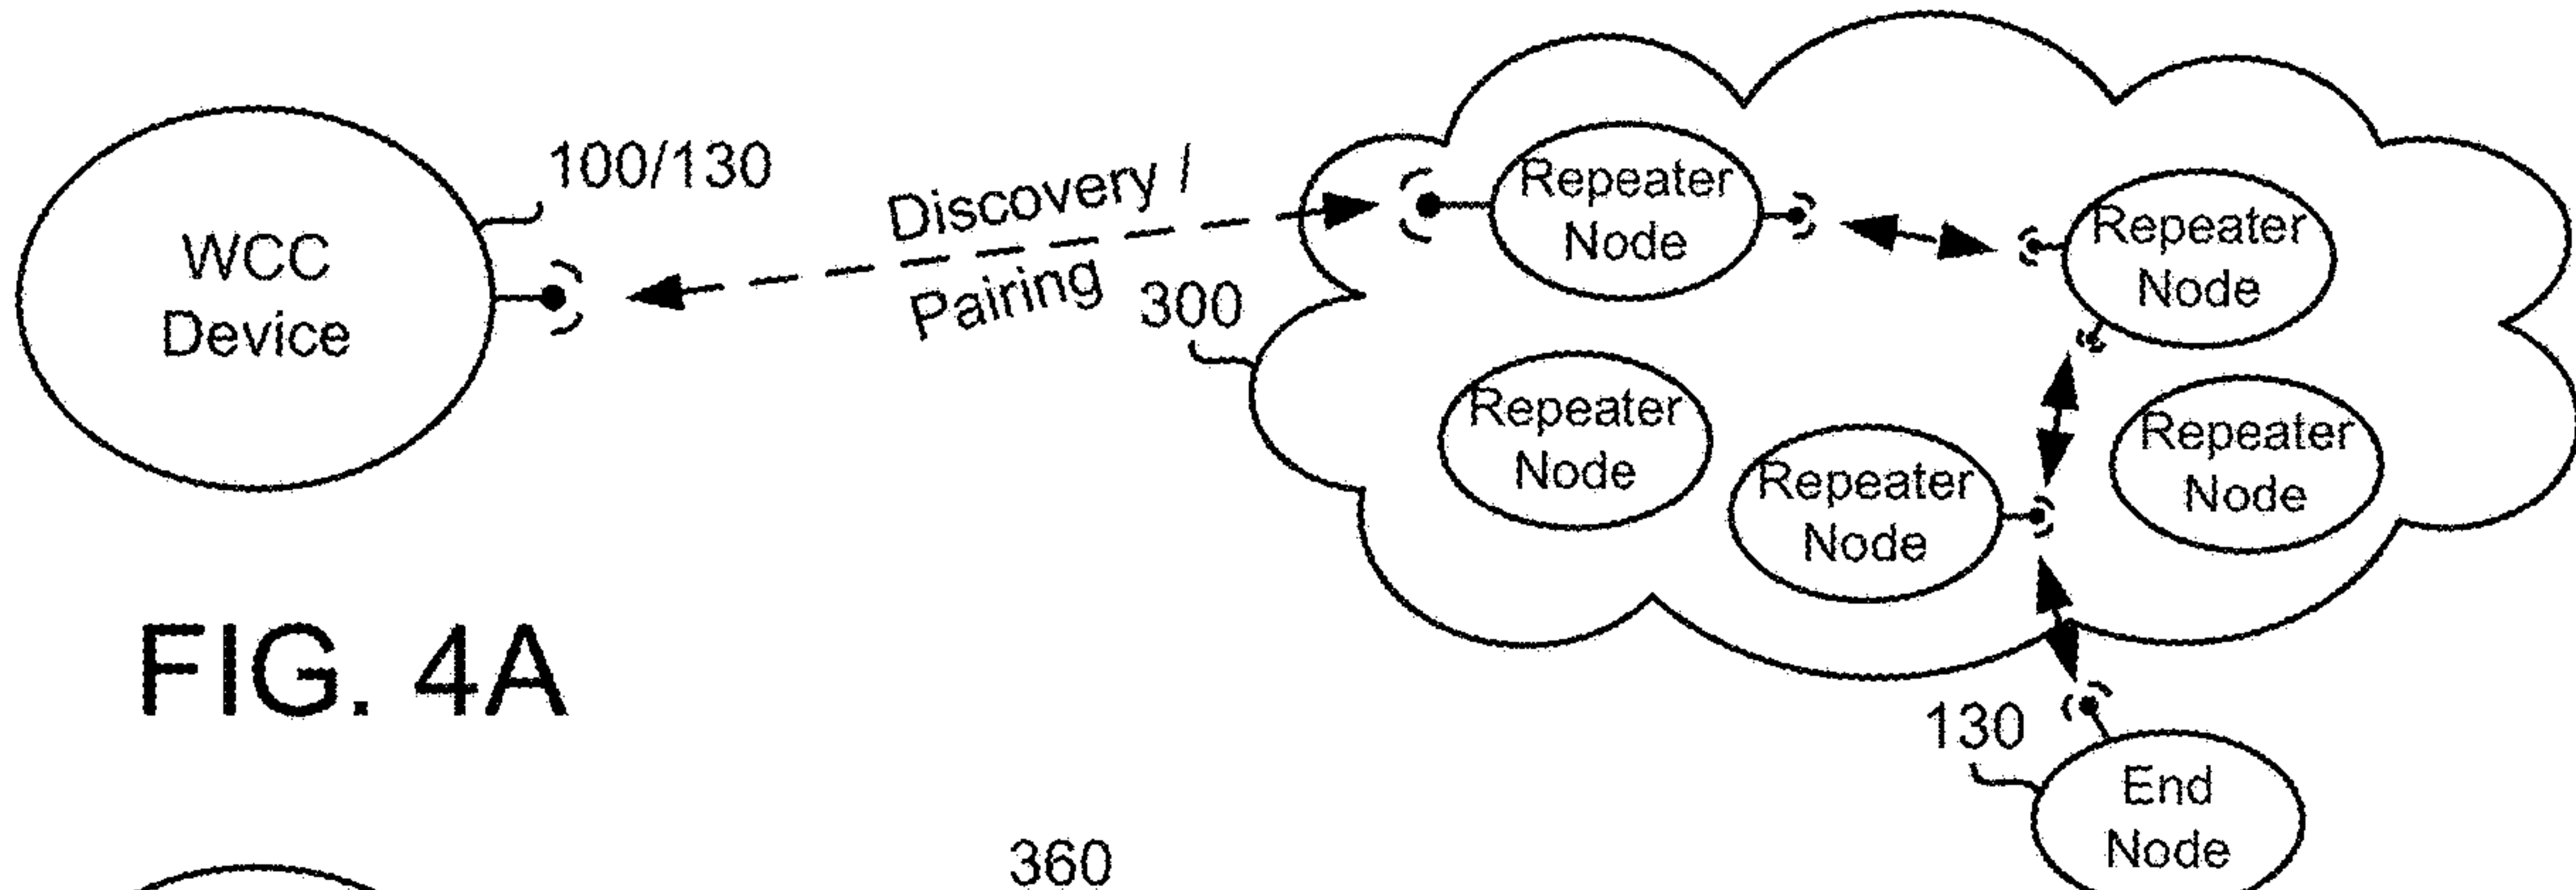 100/130
WCC
Device
Discovery /
Pairing
300
Repeater
Node
Repeater
Node
Repeater
Node
Repeater
Node
Repeater
Node
130
End
Node
FIG. 4A
360